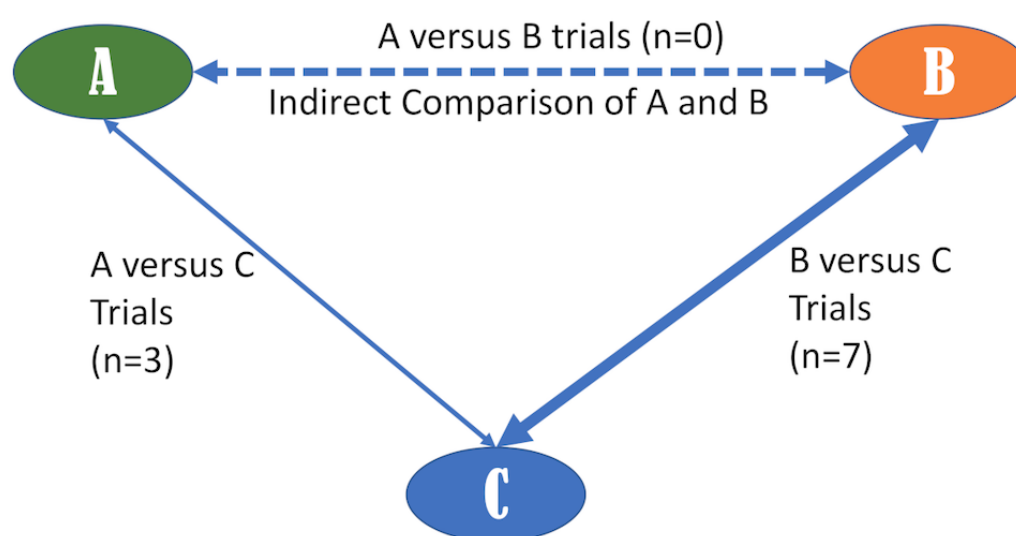 A versus B trials (n=0)
A
B
Indirect Comparison of A and B
A versus C
Trials
(n=3)
B versus C
Trials
(n=7)
C